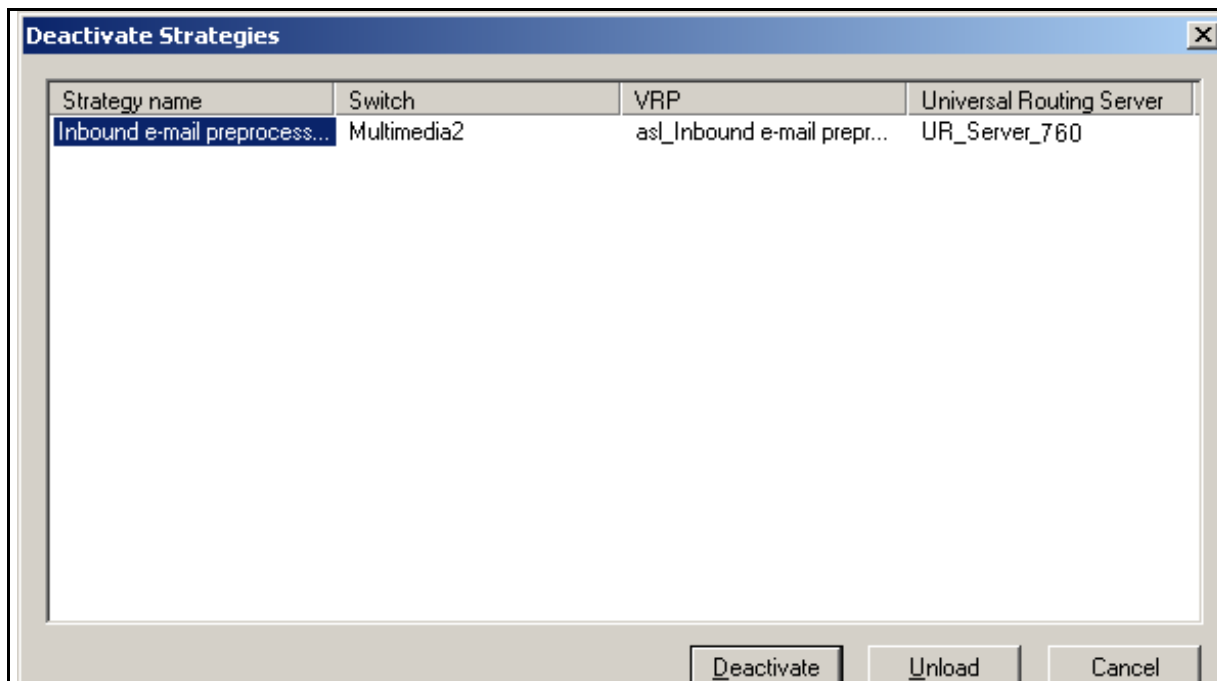 Deactivate Strategies
Strategy name Switch VRP Universal Routing Server
Inbound e-mail preprocess... Multimedia2 asl_Inbound e-mail prepr... UR_Server_760
Deactivate Unload Cancel